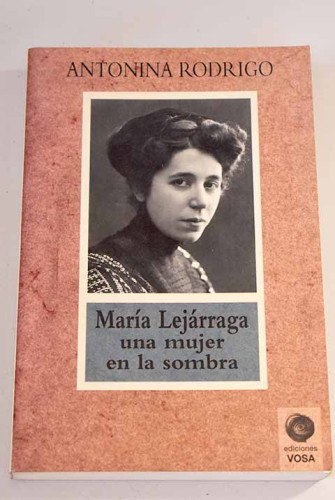 ANTONINA RODRIGO
María Lejárraga
una mujer
en la sombra
ediciones
VOSA